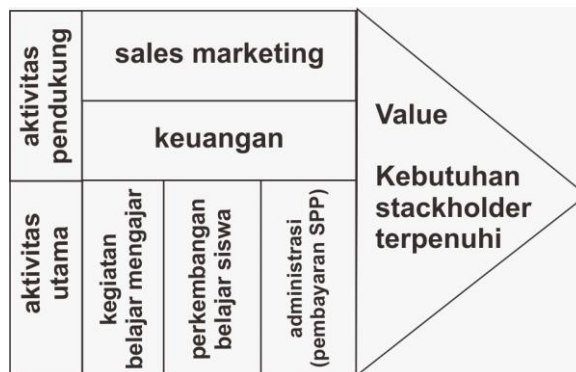 aktivitas
pendukung
sales marketing
keuangan
aktivitas
utama
kegiatan
belajar mengajar
perkembangan
belajar siswa
administrasi
(pembayaran SPP)
Value
Kebutuhan
stackholder
terpenuhi